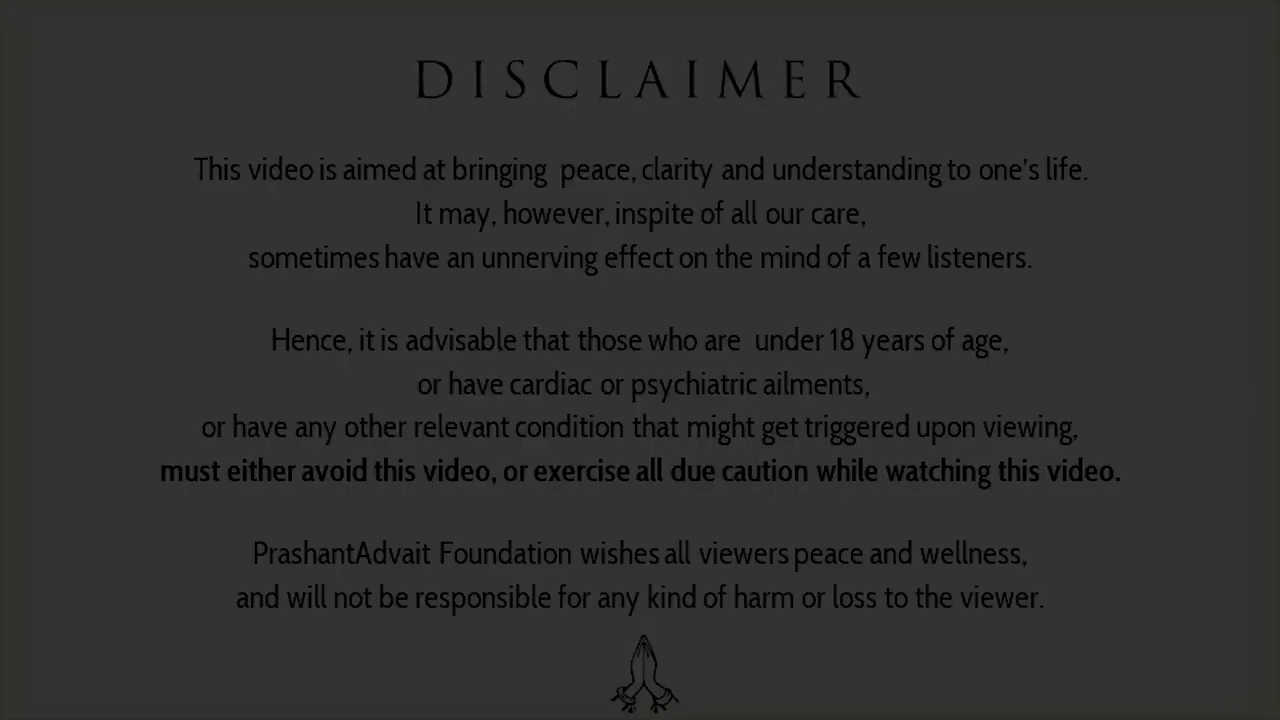 DISCLAIMER
This video is aimed at bringing peace, clarity and understanding to one's life.
It may, however, inspite of all our care,
sometimes have an unnerving effect on the mind of a few listeners.
Hence, it is advisable that those who are under 18 years of age,
or have cardiac or psychiatric ailments,
or have any other relevant condition that might get triggered upon viewing,
must either avoid this video, or exercise all due caution while watching this video.
PrashantAdvait Foundation wishes all viewers peace and wellness,
and will not be responsible for any kind of harm or loss to the viewer.